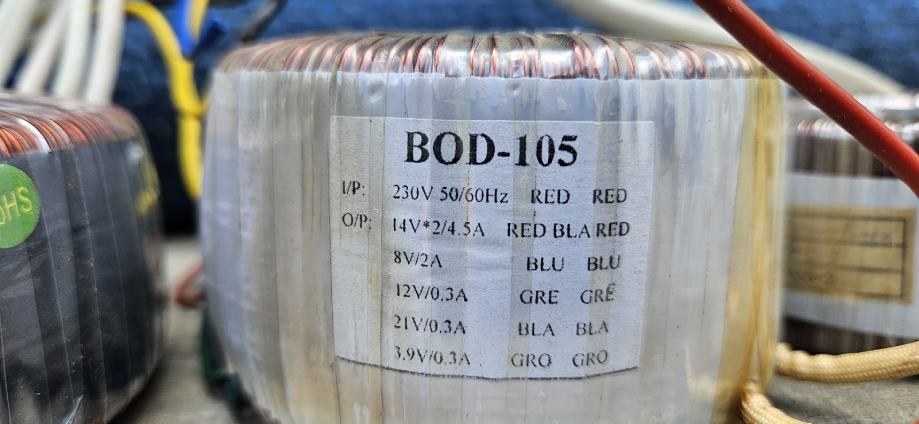 BOD-105
I/P: 230V 50/60Hz RED RED
O/P: 14V*2/4.5A RED BLA RED
8V/2A BLU BLU
12V/0.3A GRE GRE
21V/0.3A BLA BLA
3.9V/0.3A GRO GRO